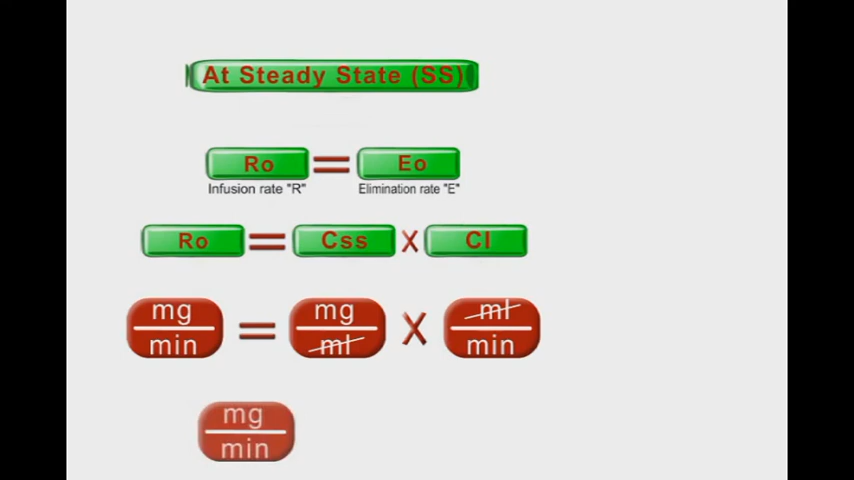 At Steady State (SS)
Ro = Eo
Infusion rate "R" Elimination rate "E"
Ro = Css X Cl
mg = mg X ml
min ml min
mg
min